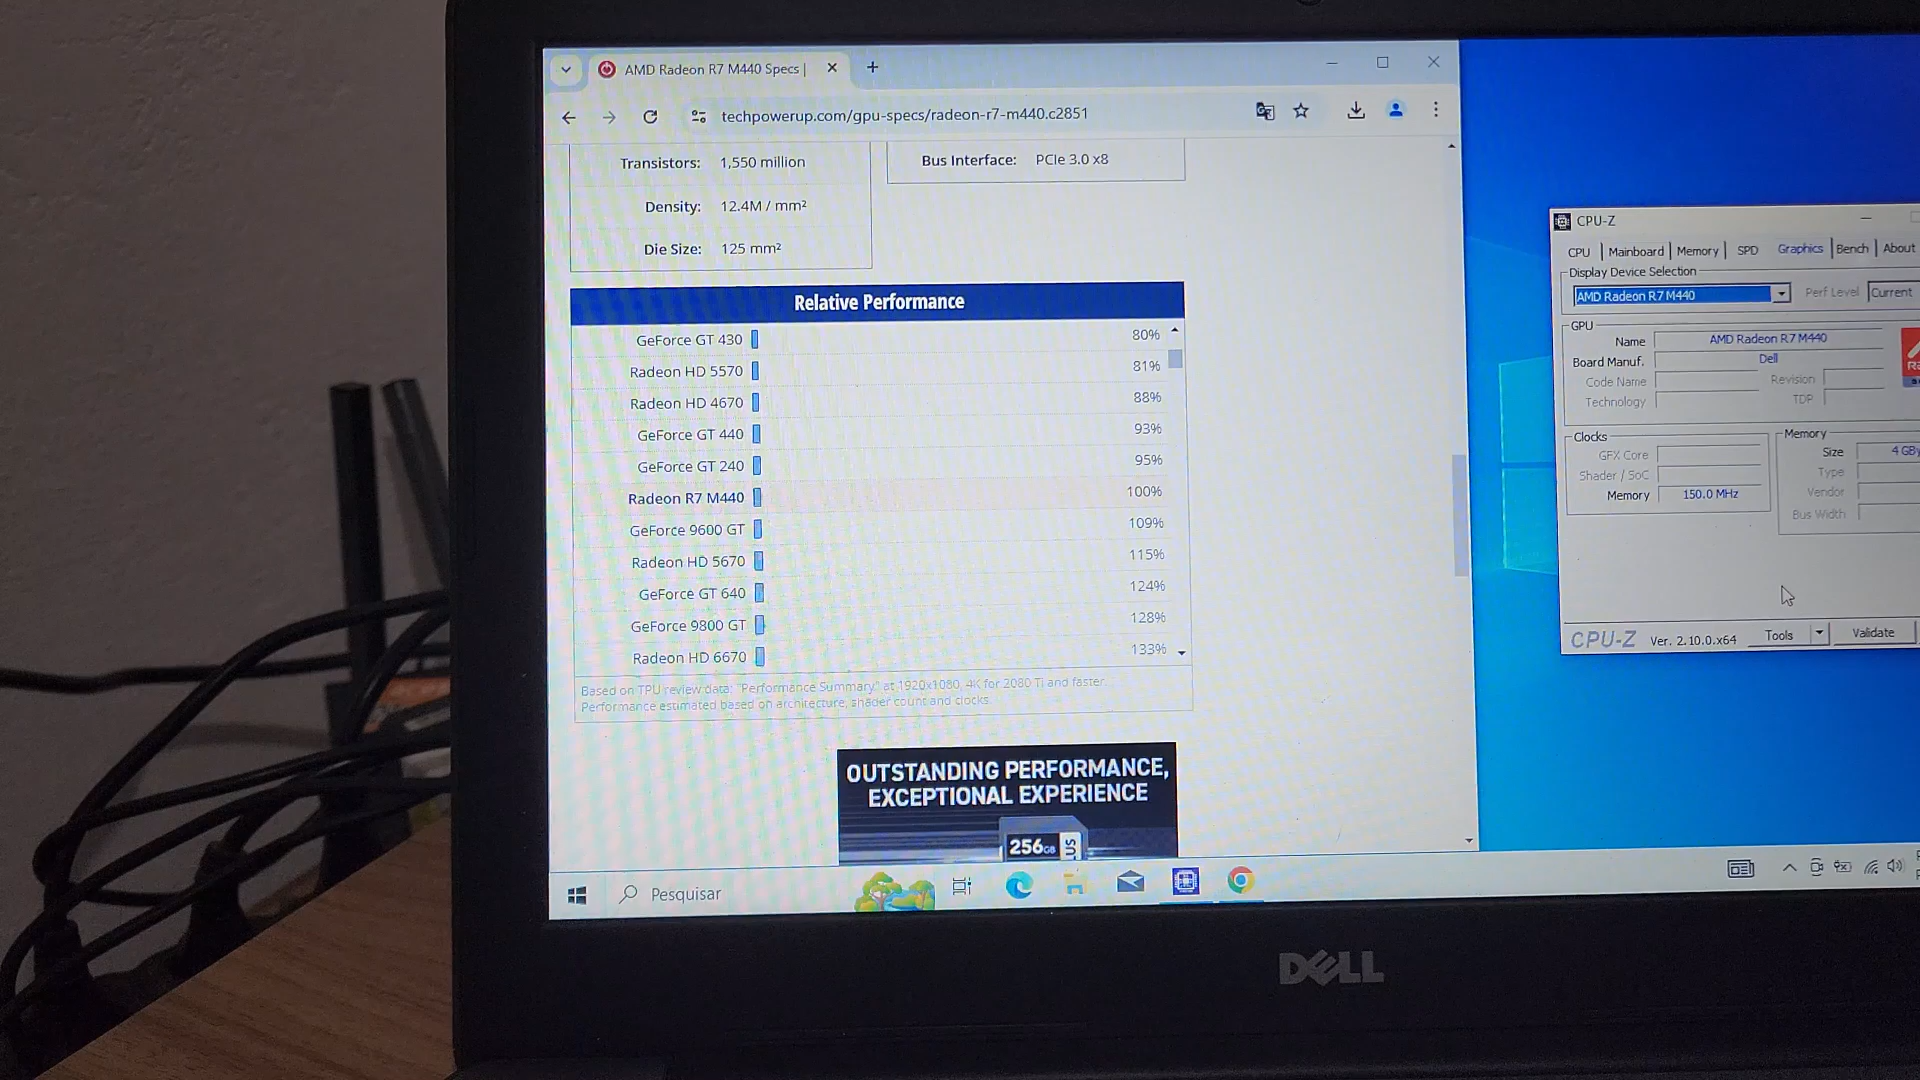 AMD Radeon R7 M440 Specs |
techpowerup.com/gpu-specs/radeon-r7-m440.c2851
Transistors: 1,550 million
Density: 12.4M / mm²
Die Size: 125 mm²
Bus Interface: PCIe 3.0 x8
Relative Performance
GeForce GT 430 80%
Radeon HD 5570 81%
Radeon HD 4670 88%
GeForce GT 440 93%
GeForce GT 240 95%
Radeon R7 M440 100%
GeForce 9600 GT 109%
Radeon HD 5670 115%
GeForce GT 640 124%
GeForce 9800 GT 128%
Radeon HD 6670 133%
Based on TPU review data: "Performance Summary" at 1920x1080, 4K for 2080 Ti and faster.
Performance estimated based on architecture, shader count and clocks.
OUTSTANDING PERFORMANCE,
EXCEPTIONAL EXPERIENCE
256GB
CPU-Z
CPU Mainboard Memory SPD Graphics Bench About
Display Device Selection
AMD Radeon R7 M440 Perf Level Current
GPU
Name AMD Radeon R7 M440
Board Manuf. Dell
Code Name Revision
Technology TDP
Clocks
GFX Core
Shader / SoC
Memory 150.0 MHz
Memory
Size 4 GBy
Type
Vendor
Bus Width
CPU-Z Ver. 2.10.0.x64 Tools Validate
Pesquisar
DELL